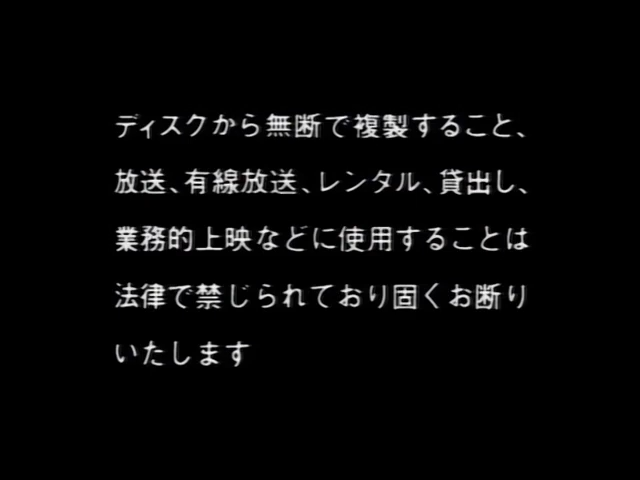 ディスクから無断で複製すること、
放送、有線放送、レンタル、貸出し、
業務的上映などに使用することは
法律で禁じられており固くお断り
いたします